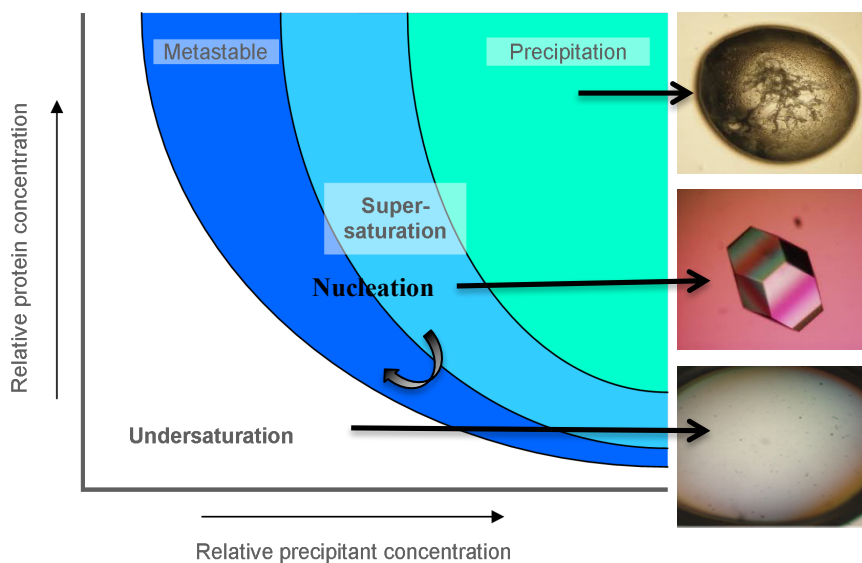 Metastable
Precipitation
Super-
saturation
Nucleation
Undersaturation
Relative protein concentration
Relative precipitant concentration